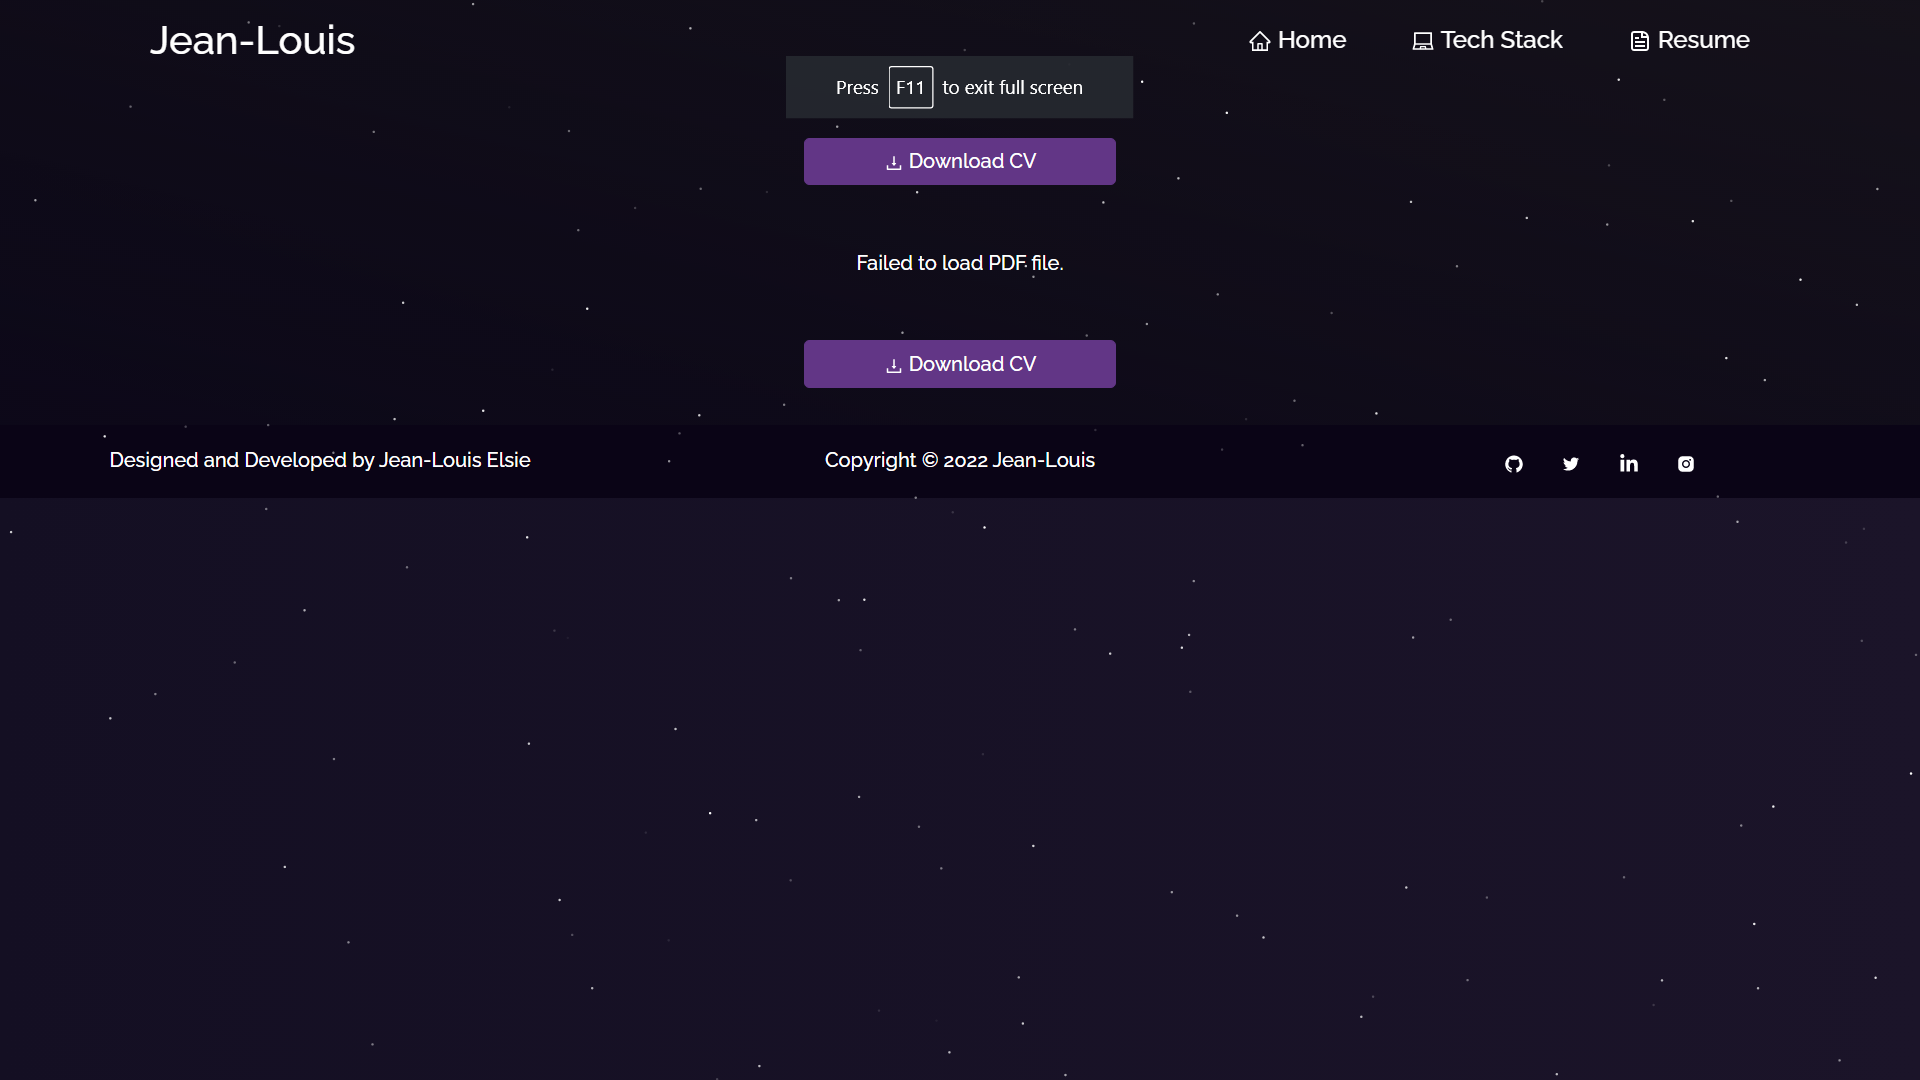 Jean-Louis
Home
Tech Stack
Resume
Press F11 to exit full screen
Download CV
Failed to load PDF file.
Download CV
Designed and Developed by Jean-Louis Elsie
Copyright © 2022 Jean-Louis